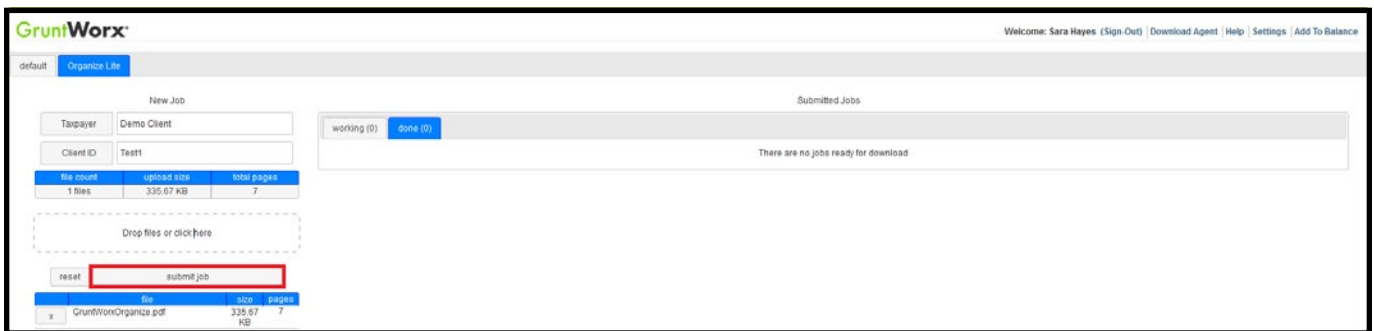 GruntWorx
Welcome: Sara Hayes (Sign-Out) | Download Agent | Help | Settings | Add To Balance
default Organize Lite
New Job
Submitted Jobs
Taxpayer Demo Client
working (0) done (0)
Client ID Test1
There are no jobs ready for download
file count upload size total pages
1 files 335.67 KB 7
Drop files or click here
reset submit job
file size pages
x GruntWorxOrganize.pdf 335.67 7
KB